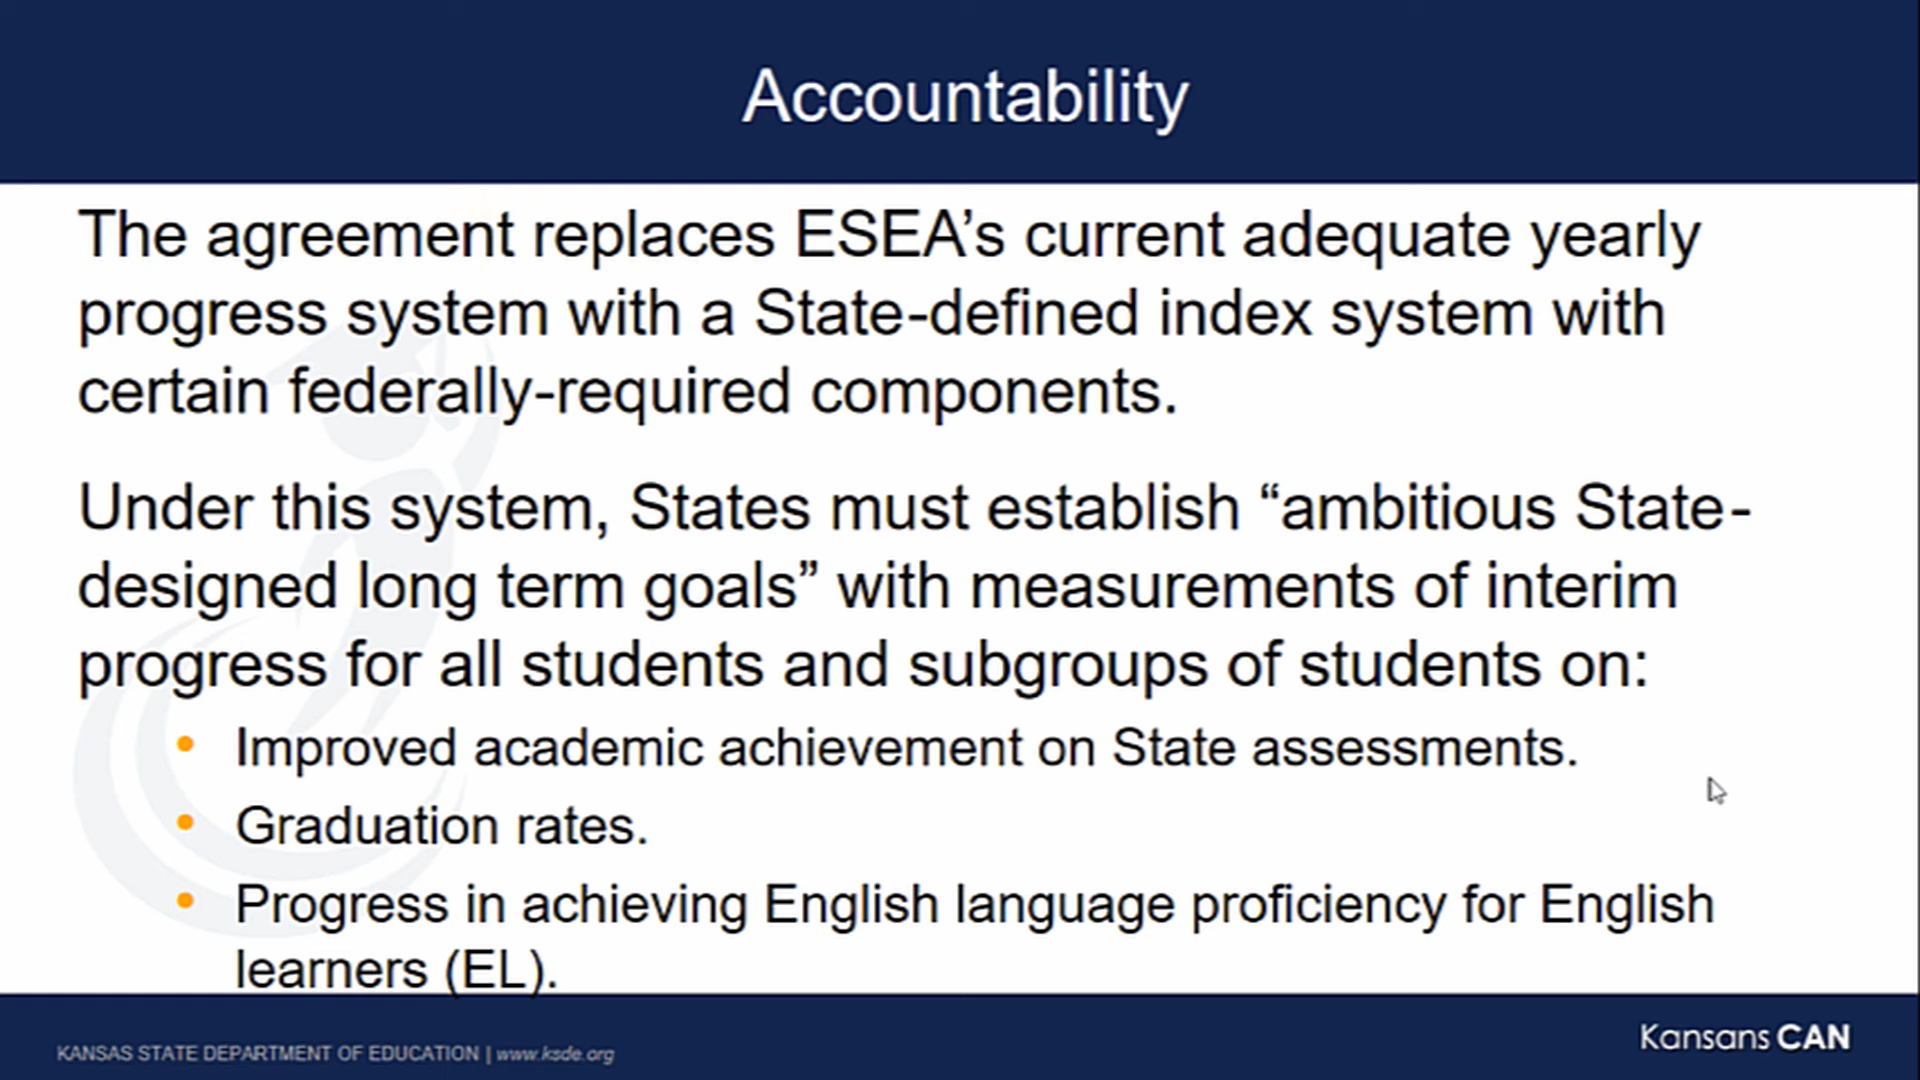 Accountability
The agreement replaces ESEA’s current adequate yearly
progress system with a State-defined index system with
certain federally-required components.
Under this system, States must establish “ambitious State-
designed long term goals” with measurements of interim
progress for all students and subgroups of students on:
• Improved academic achievement on State assessments.
• Graduation rates.
• Progress in achieving English language proficiency for English
learners (EL).
KANSAS STATE DEPARTMENT OF EDUCATION | www.ksde.org
Kansans CAN